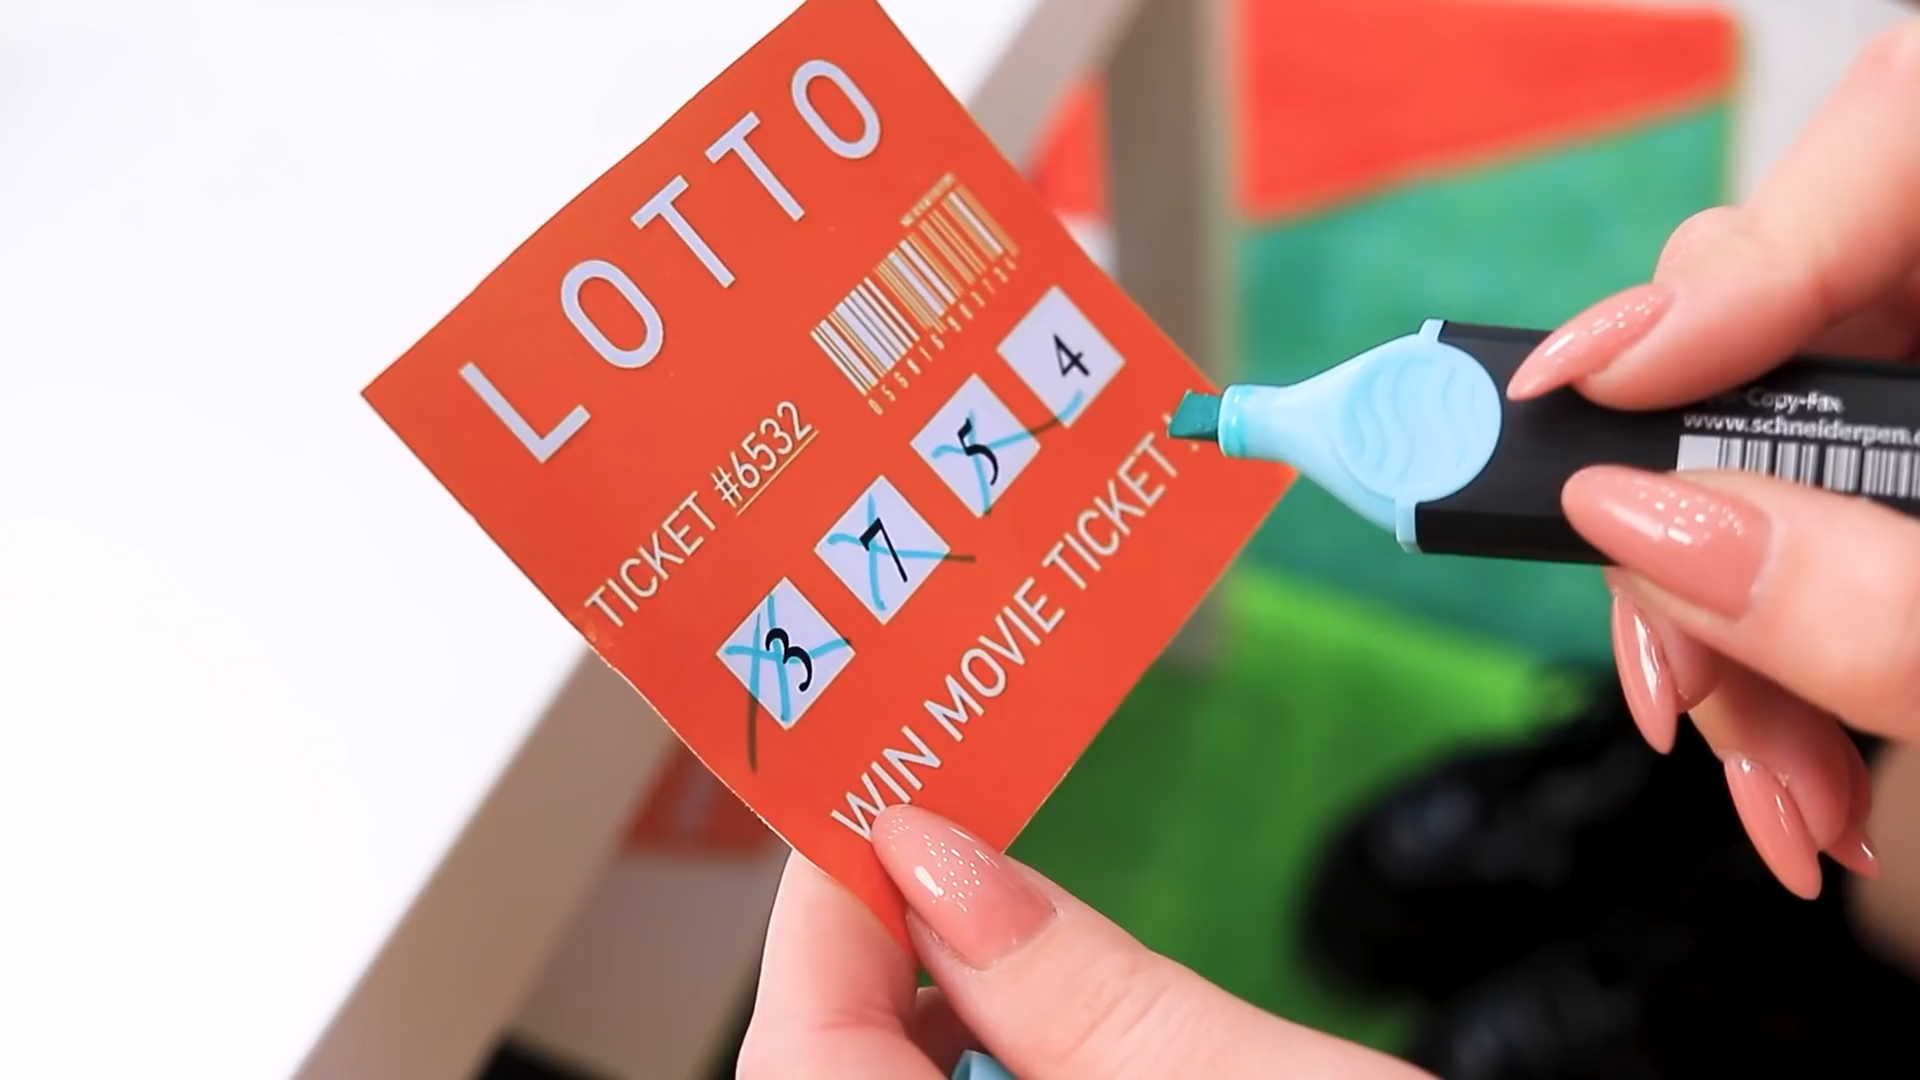 LOTTO
TICKET #6532
3 7 5 4
WIN MOVIE TICKET !
Copy-Fax
www.schneiderpen.